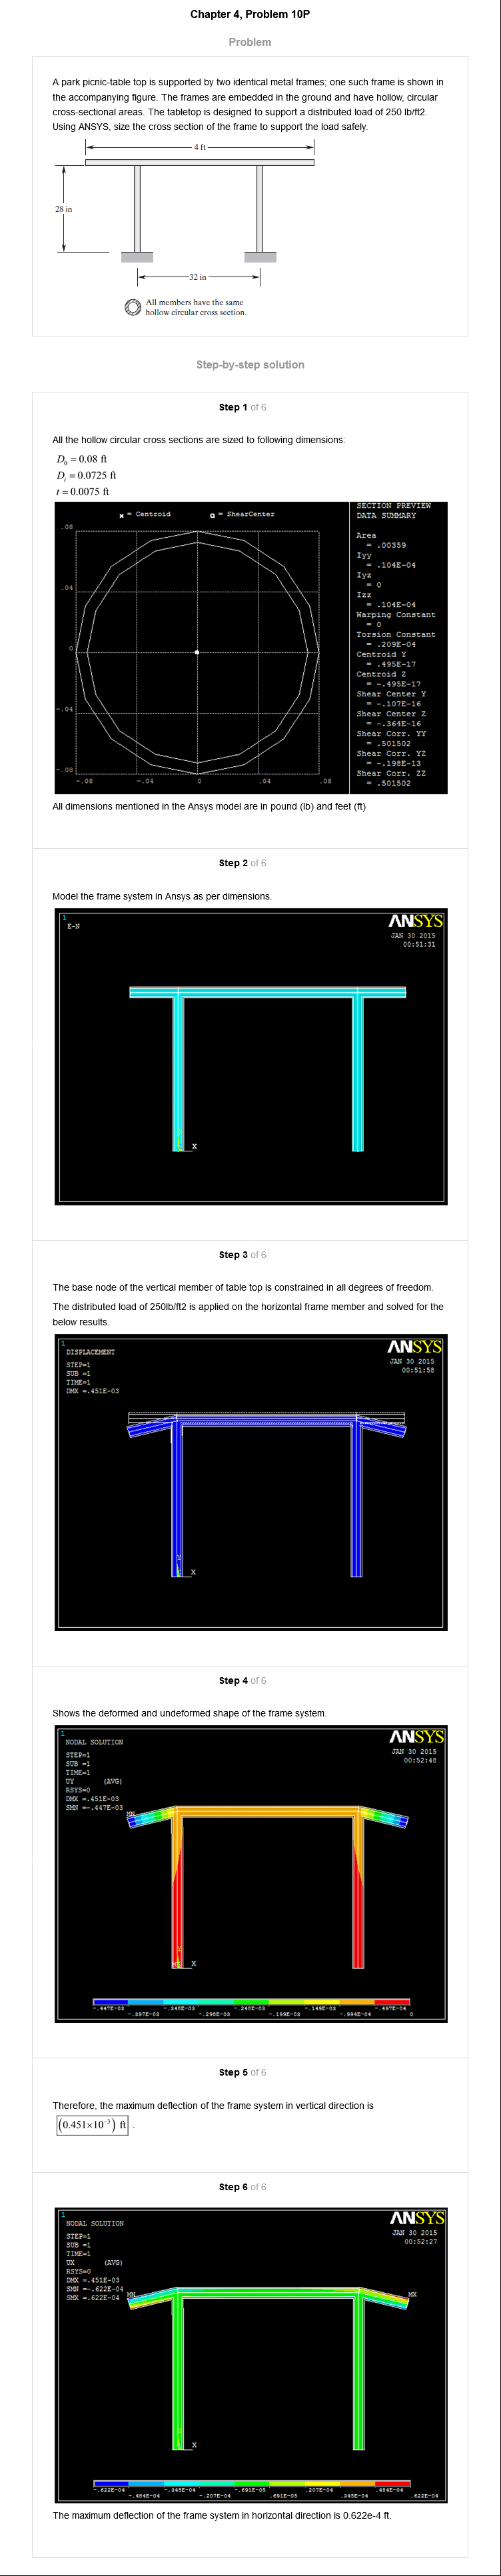 Chapter 4, Problem 10P
Problem
A park picnic-table top is supported by two identical metal frames; one such frame is shown in
the accompanying figure. The frames are embedded in the ground and have hollow, circular
cross-sectional areas. The tabletop is designed to support a distributed load of 250 lb/ft2.
Using ANSYS, size the cross section of the frame to support the load safely.
4 ft
28 in
32 in
All members have the same
hollow circular cross section.
Step-by-step solution
Step 1 of 6
All the hollow circular cross sections are sized to following dimensions:
D₀ = 0.08 ft
Dᵢ = 0.0725 ft
t = 0.0075 ft
× = Centroid
= ShearCenter
.08
.04
0
-.04
-.08
-.08
-.04
0
.04
.08
SECTION PREVIEW
DATA SUMMARY
Area
= .00359
Iyy
= .104E-04
Iyz
= 0
Izz
= .104E-04
Warping Constant
= 0
Torsion Constant
= .209E-04
Centroid Y
= .495E-17
Centroid Z
= -.495E-17
Shear Center Y
= -.107E-16
Shear Center Z
= -.364E-16
Shear Corr. YY
= .501502
Shear Corr. YZ
= -.198E-13
Shear Corr. ZZ
= .501502
All dimensions mentioned in the Ansys model are in pound (lb) and feet (ft)
Step 2 of 6
Model the frame system in Ansys as per dimensions.
1
E-N
ANSYS
JAN 30 2015
00:51:31
X
Step 3 of 6
The base node of the vertical member of table top is constrained in all degrees of freedom.
The distributed load of 250lb/ft2 is applied on the horizontal frame member and solved for the
below results.
1
DISPLACEMENT
STEP=1
SUB =1
TIME=1
DMX =.451E-03
ANSYS
JAN 30 2015
00:51:58
X
Step 4 of 6
Shows the deformed and undeformed shape of the frame system.
1
NODAL SOLUTION
STEP=1
SUB =1
TIME=1
UY (AVG)
RSYS=0
DMX =.451E-03
SMN =-.447E-03
ANSYS
JAN 30 2015
00:52:48
MN
X
-.447E-03
-.397E-03
-.348E-03
-.298E-03
-.248E-03
-.199E-03
-.149E-03
-.994E-04
-.497E-04
0
Step 5 of 6
Therefore, the maximum deflection of the frame system in vertical direction is
(0.451×10⁻³) ft .
Step 6 of 6
1
NODAL SOLUTION
STEP=1
SUB =1
TIME=1
UX (AVG)
RSYS=0
DMX =.451E-03
SMN =-.622E-04
SMX =.622E-04
ANSYS
JAN 30 2015
00:52:27
MN
MX
X
-.622E-04
-.484E-04
-.345E-04
-.207E-04
-.691E-05
.691E-05
.207E-04
.345E-04
.484E-04
.622E-04
The maximum deflection of the frame system in horizontal direction is 0.622e-4 ft.